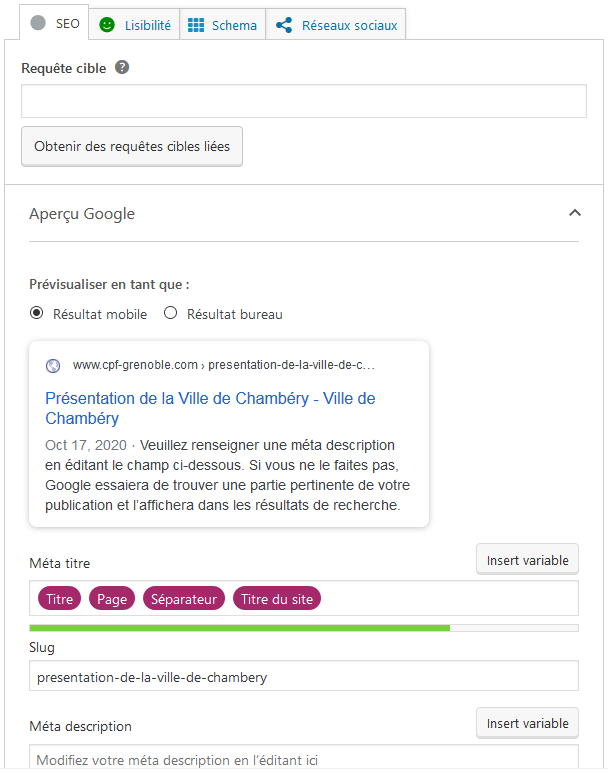 SEO Lisibilité Schema Réseaux sociaux
Requête cible ?
Obtenir des requêtes cibles liées
Aperçu Google
Prévisualiser en tant que :
Résultat mobile Résultat bureau
www.cpf-grenoble.com › presentation-de-la-ville-de-c…
Présentation de la Ville de Chambéry - Ville de
Chambéry
Oct 17, 2020 · Veuillez renseigner une méta description
en éditant le champ ci-dessous. Si vous ne le faites pas,
Google essaiera de trouver une partie pertinente de votre
publication et l'affichera dans les résultats de recherche.
Méta titre Insert variable
Titre Page Séparateur Titre du site
Slug
presentation-de-la-ville-de-chambery
Méta description Insert variable
Modifiez votre méta description en l'éditant ici